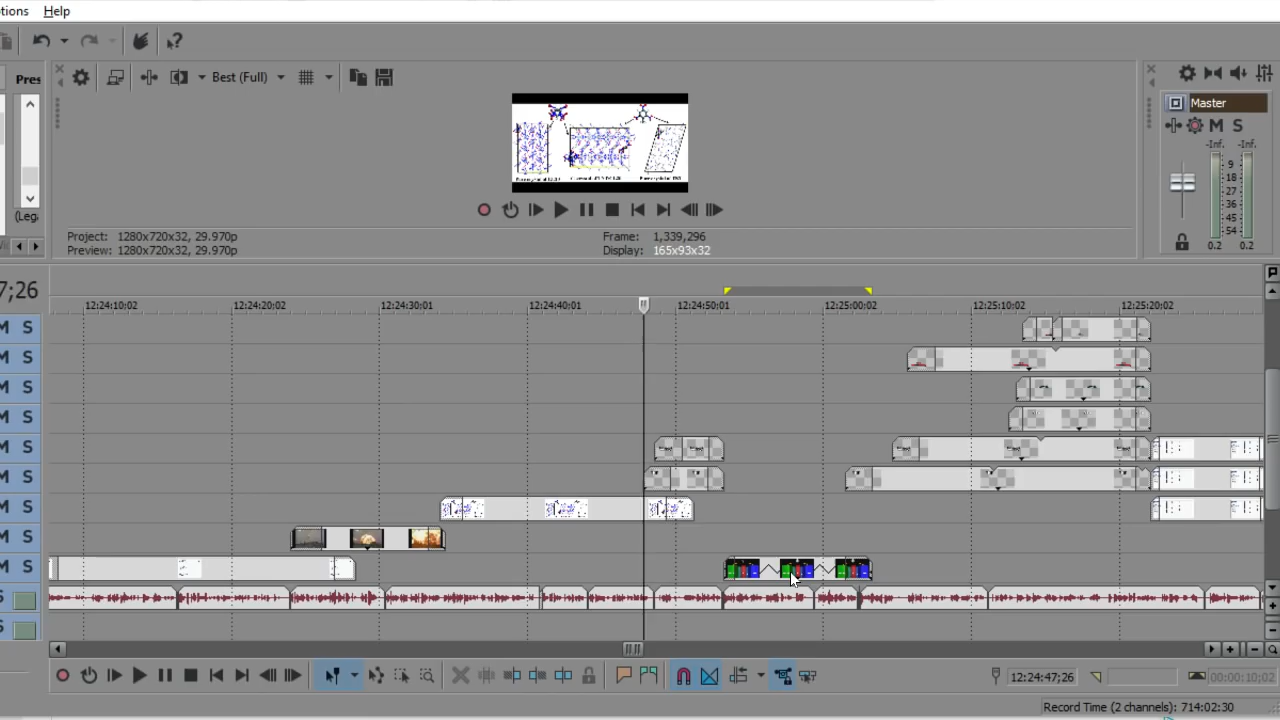 tions Help
Pres
Best (Full)
Master
M S
-Inf. -Inf.
9
18
27
36
45
54
0.2 0.2
(Leg
Project: 1280x720x32, 29.970p
Preview: 1280x720x32, 29.970p
Frame: 1,339,296
Display: 165x93x32
7;26
12:24:10;02 12:24:20;02 12:24:30;01 12:24:40;01 12:24:50;01 12:25:00;02 12:25:10;02 12:25:20;02
M S
M S
M S
M S
M S
M S
M S
M S
M S
S
S
12:24:47;26
00:00:10;02
Record Time (2 channels): 714:02:30